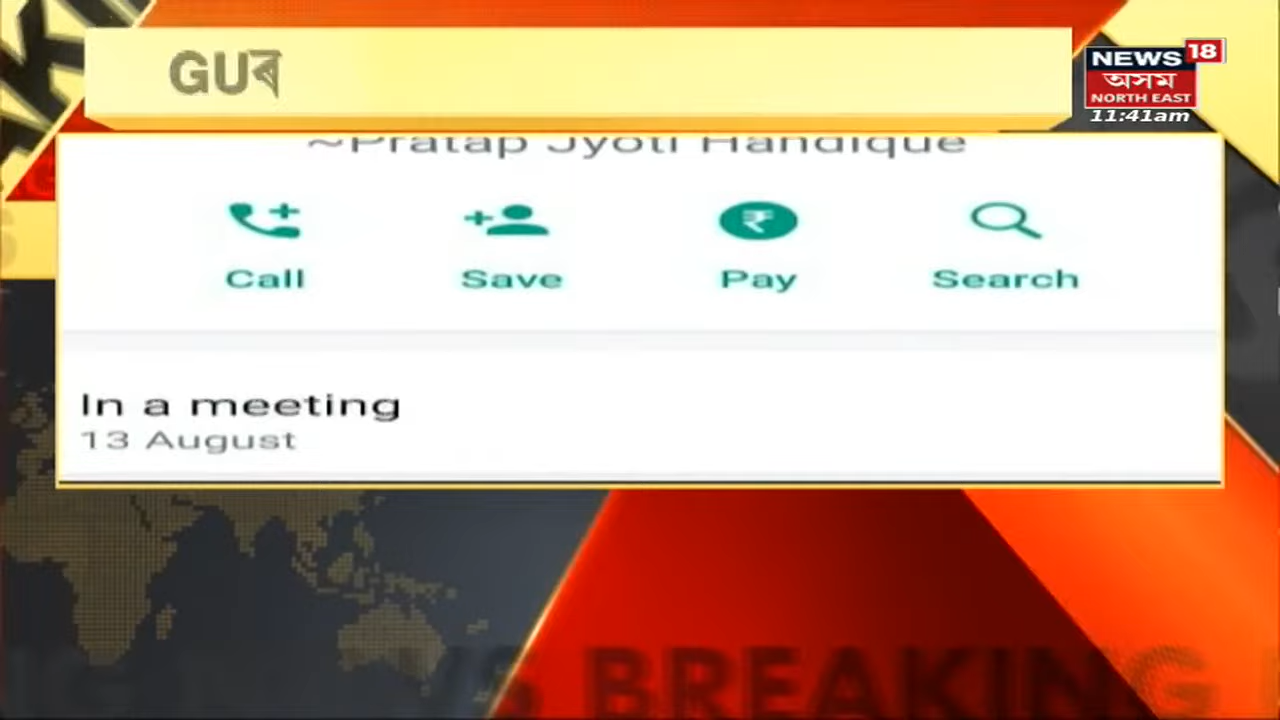 GUৰ
NEWS 18
অসম
NORTH EAST
11:41am
~Pratap Jyoti Handique
Call Save Pay Search
In a meeting
13 August
BREAKING